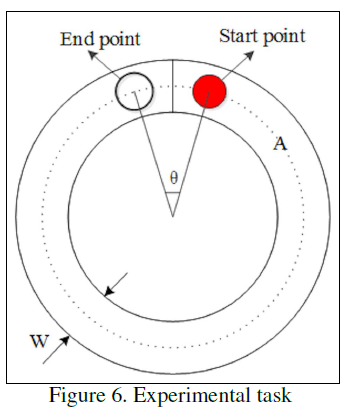 End point
Start point
A
θ
W
Figure 6. Experimental task